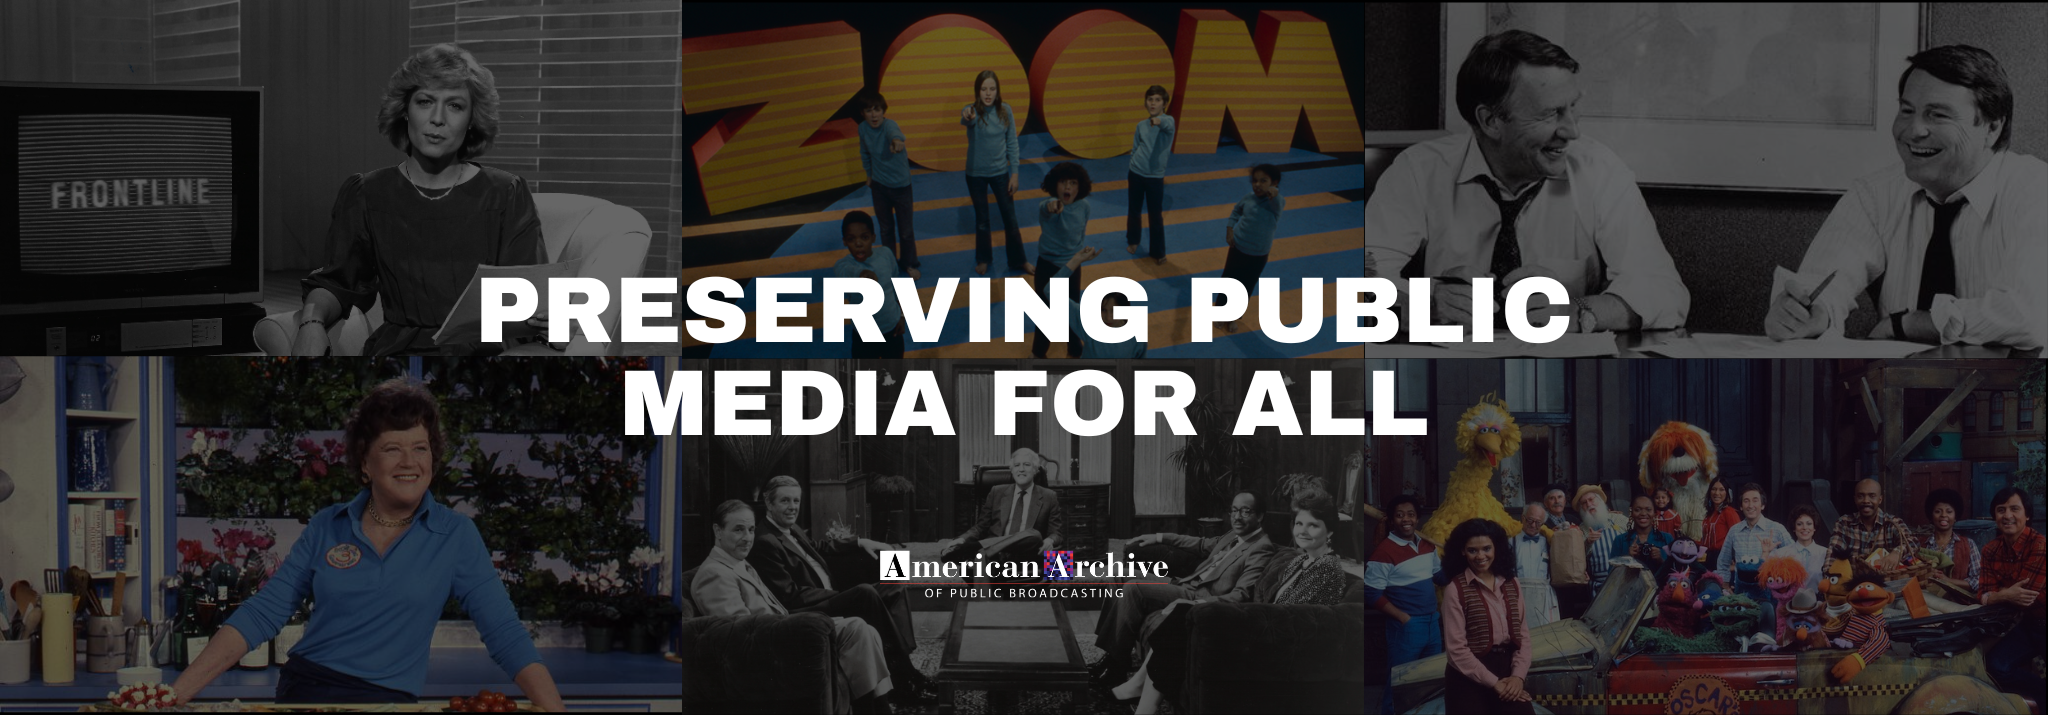 FRONTLINE
ZOOM
PRESERVING PUBLIC
MEDIA FOR ALL
American Archive
OF PUBLIC BROADCASTING
OSCAR